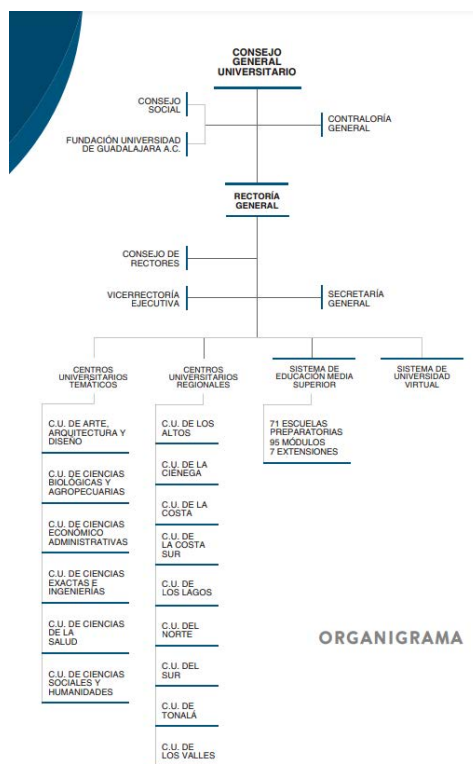 CONSEJO
GENERAL
UNIVERSITARIO
CONSEJO
SOCIAL
CONTRALORÍA
GENERAL
FUNDACIÓN UNIVERSIDAD
DE GUADALAJARA A.C.
RECTORÍA
GENERAL
CONSEJO DE
RECTORES
VICERRECTORÍA
EJECUTIVA
SECRETARÍA
GENERAL
CENTROS
UNIVERSITARIOS
TEMÁTICOS
CENTROS
UNIVERSITARIOS
REGIONALES
SISTEMA DE
EDUCACIÓN MEDIA
SUPERIOR
SISTEMA DE
UNIVERSIDAD
VIRTUAL
C.U. DE ARTE,
ARQUITECTURA Y
DISEÑO
C.U. DE CIENCIAS
BIOLÓGICAS Y
AGROPECUARIAS
C.U. DE CIENCIAS
ECONÓMICO
ADMINISTRATIVAS
C.U. DE CIENCIAS
EXACTAS E
INGENIERÍAS
C.U. DE CIENCIAS
DE LA
SALUD
C.U. DE CIENCIAS
SOCIALES Y
HUMANIDADES
C.U. DE LOS
ALTOS
C.U. DE LA
CIÉNEGA
C.U. DE LA
COSTA
C.U. DE
LA COSTA
SUR
C.U. DE
LOS LAGOS
C.U. DEL
NORTE
C.U. DEL
SUR
C.U. DE
TONALÁ
C.U. DE
LOS VALLES
71 ESCUELAS
PREPARATORIAS
95 MÓDULOS
7 EXTENSIONES
ORGANIGRAMA